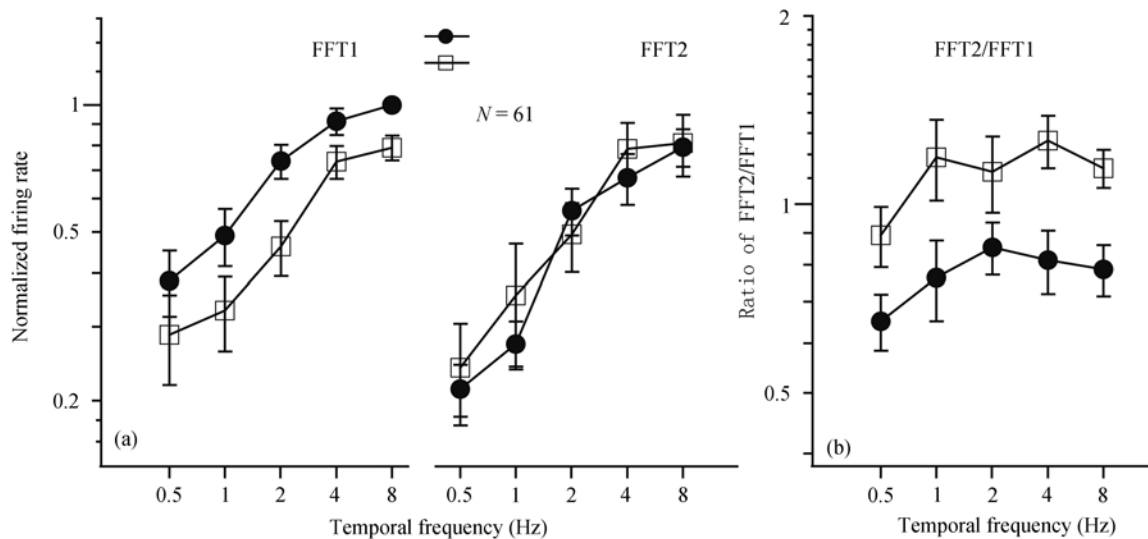 FFT1
FFT2
N = 61
1
0.5
0.2
Normalized firing rate
(a)
0.5 1 2 4 8
0.5 1 2 4 8
Temporal frequency (Hz)
2
FFT2/FFT1
1
0.5
Ratio of FFT2/FFT1
(b)
0.5 1 2 4 8
Temporal frequency (Hz)